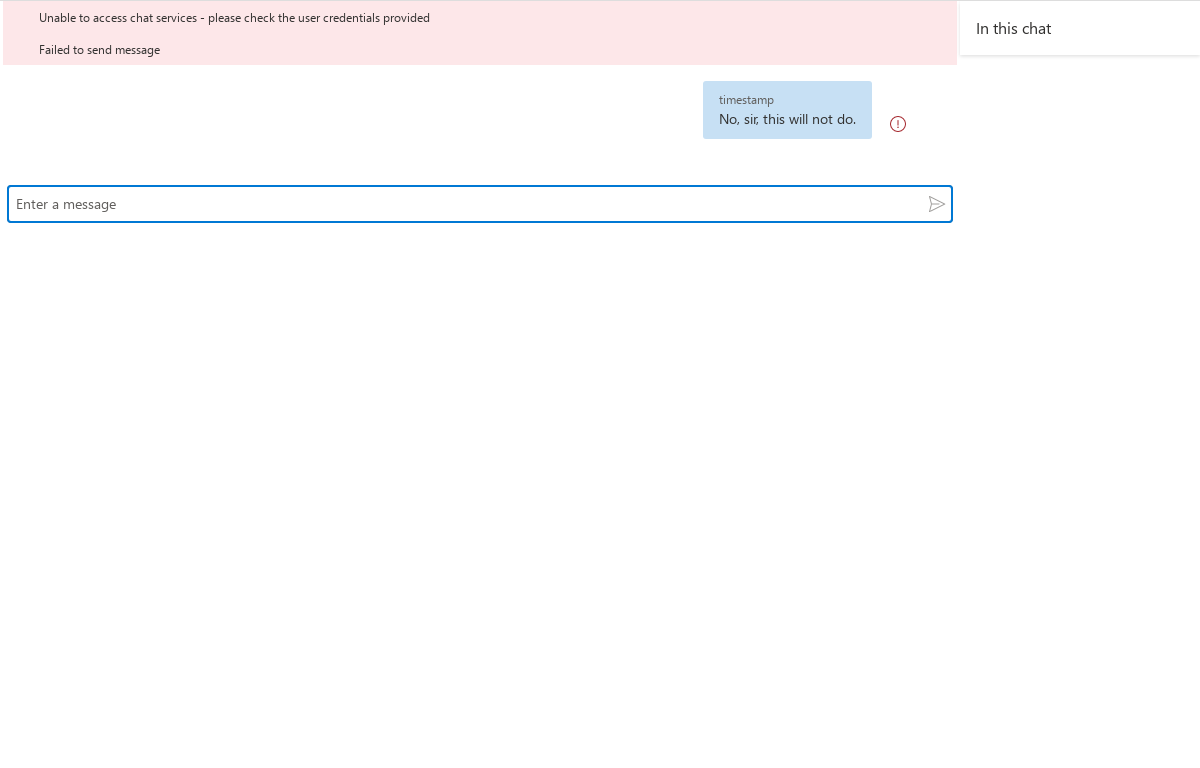 Unable to access chat services - please check the user credentials provided
Failed to send message
In this chat
timestamp
No, sir, this will not do.
Enter a message